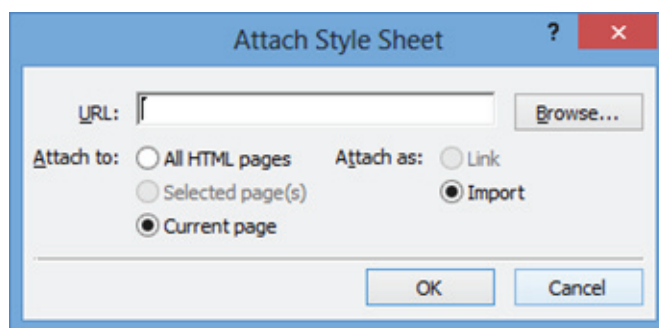 Attach Style Sheet ?
URL: Browse...
Attach to: All HTML pages Attach as: Link
Selected page(s) Import
Current page
OK Cancel